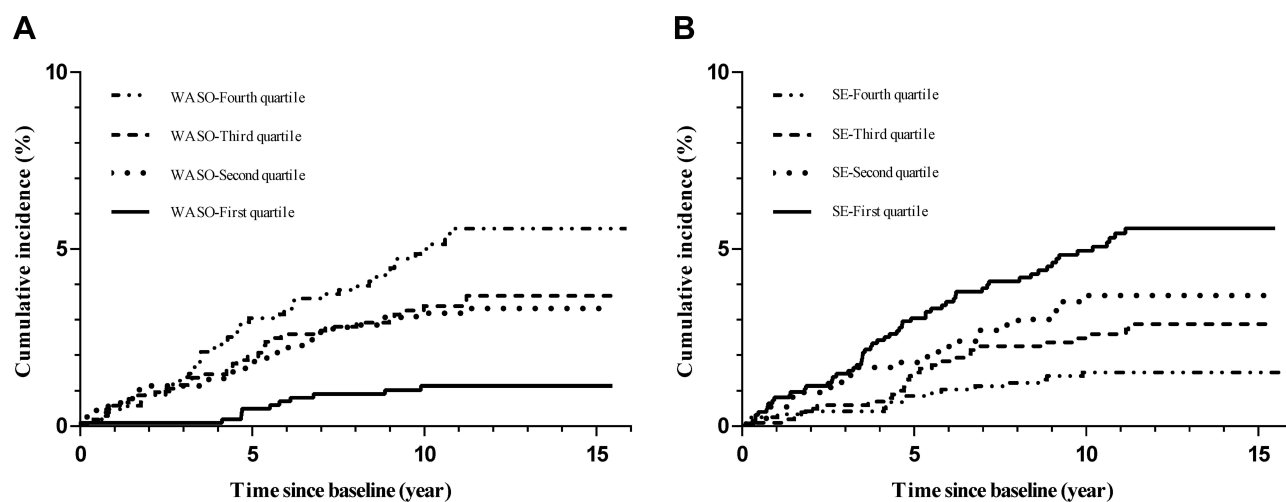 A
Cumulative incidence (%)
10
5
0
WASO-Fourth quartile
WASO-Third quartile
WASO-Second quartile
WASO-First quartile
0 5 10 15
Time since baseline (year)
B
Cumulative incidence (%)
10
5
0
SE-Fourth quartile
SE-Third quartile
SE-Second quartile
SE-First quartile
0 5 10 15
Time since baseline (year)